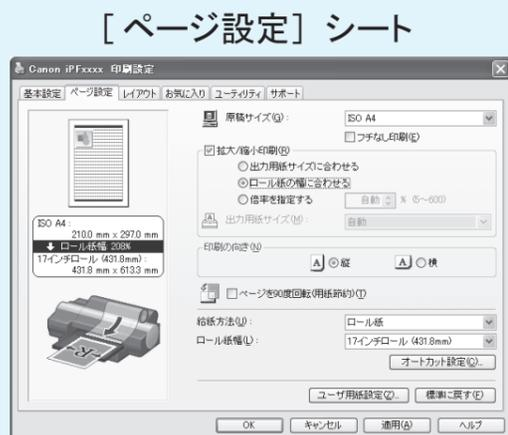 [ページ設定] シート
Canon iPFxxxx 印刷設定
基本設定 ページ設定 レイアウト お気に入り ユーティリティ サポート
原稿サイズ(G): ISO A4
フチなし印刷(E)
拡大/縮小印刷(R)
出力用紙サイズに合わせる
ロール紙の幅に合わせる
倍率を指定する 自動 % (5~600)
出力用紙サイズ(M): 自動
ISO A4:
210.0 mm x 297.0 mm
ロール紙幅 208%
17インチロール (431.8mm):
431.8 mm x 613.3 mm
印刷の向き(N)
A 縦 A 横
ページを90度回転(用紙節約)(T)
給紙方法(U): ロール紙
ロール紙幅(L): 17インチロール (431.8mm)
オートカット設定(C)...
ユーザ用紙設定(Z)... 標準に戻す(F)
OK キャンセル 適用(A) ヘルプ